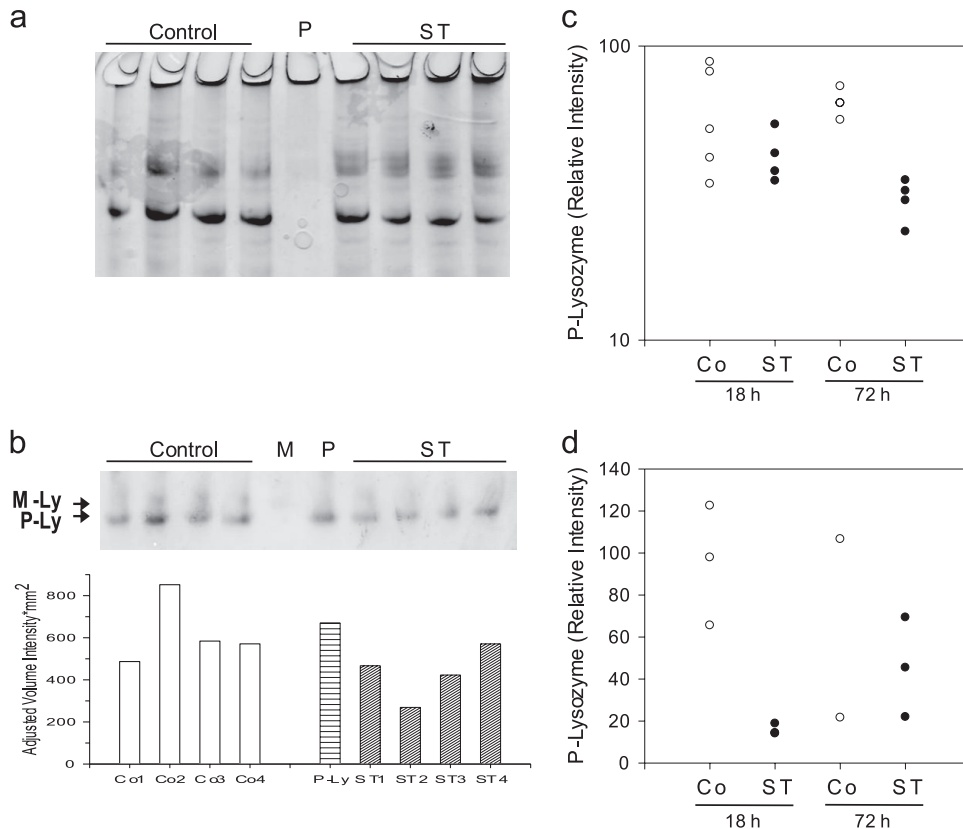 a
Control P ST
b
Control M P ST
M-Ly
P-Ly
Adjusted Volume Intensity*mm2
800
600
400
200
0
Co1 Co2 Co3 Co4 P-Ly ST1 ST2 ST3 ST4
c
P-Lysozyme (Relative Intensity)
100
10
Co ST Co ST
18 h 72 h
d
P-Lysozyme (Relative Intensity)
140
120
100
80
60
40
20
0
Co ST Co ST
18 h 72 h